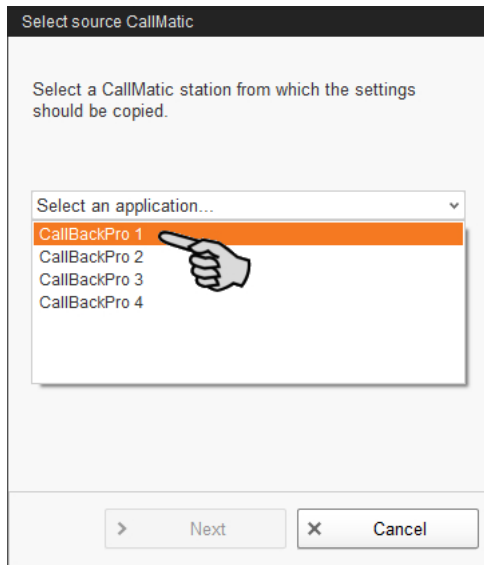 Select source CallMatic
Select a CallMatic station from which the settings
should be copied.
Select an application...
CallBackPro 1
CallBackPro 2
CallBackPro 3
CallBackPro 4
Next
Cancel